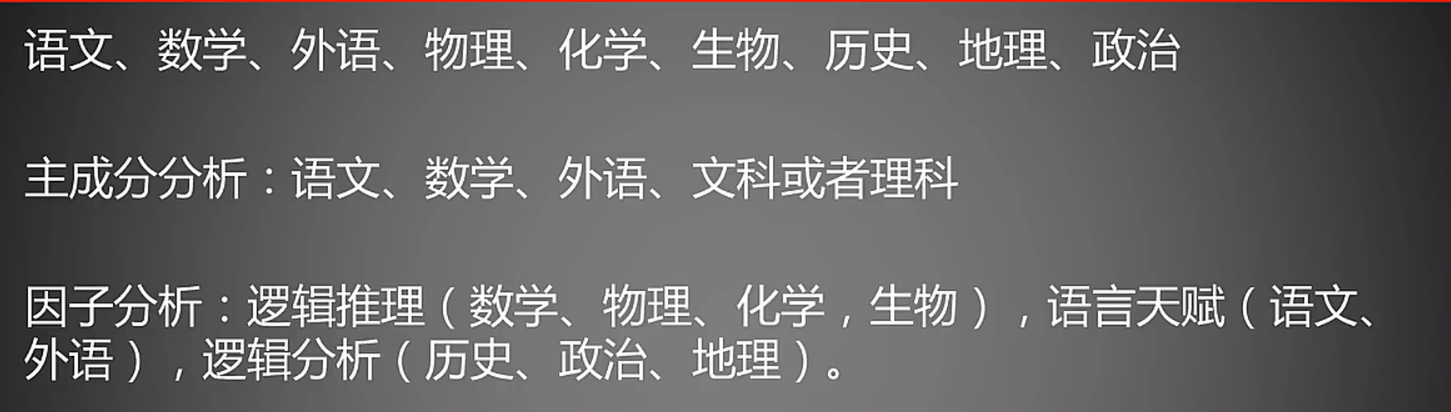 语文、数学、外语、物理、化学、生物、历史、地理、政治
主成分分析：语文、数学、外语、文科或者理科
因子分析：逻辑推理（数学、物理、化学，生物），语言天赋（语文、
外语），逻辑分析（历史、政治、地理）。